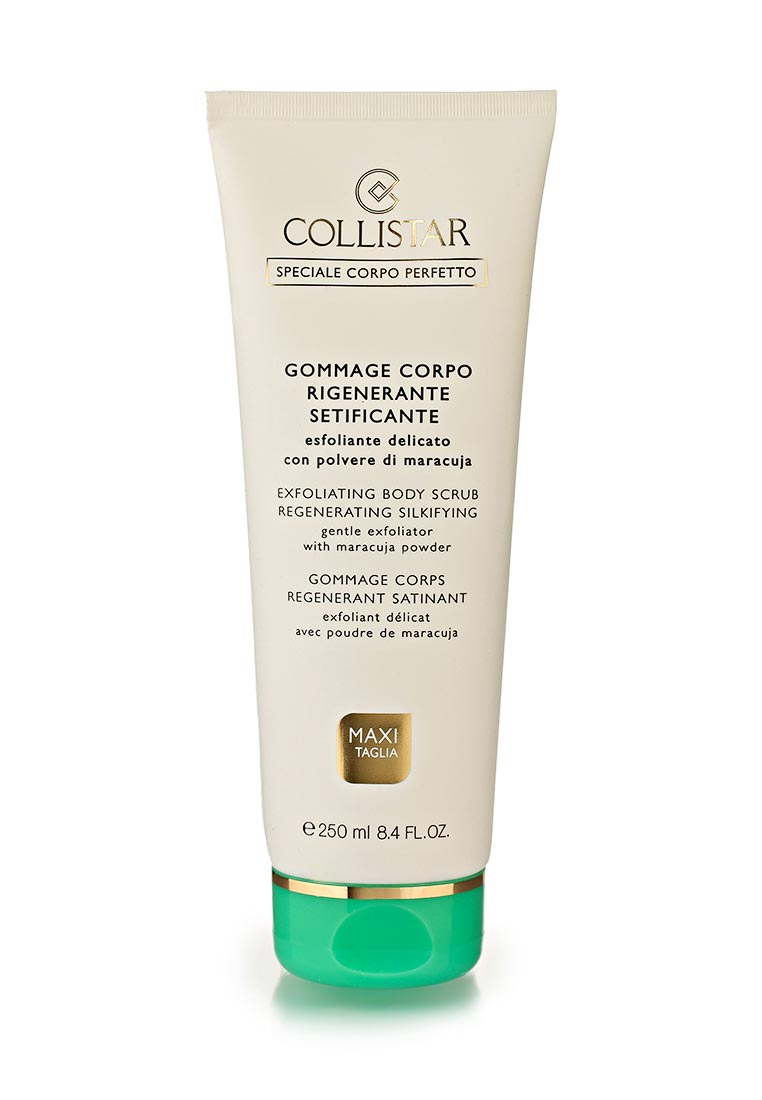 COLLISTAR
SPECIALE CORPO PERFETTO
GOMMAGE CORPO
RIGENERANTE
SETIFICANTE
esfoliante delicato
con polvere di maracuja
EXFOLIATING BODY SCRUB
REGENERATING SILKIFYING
gentle exfoliator
with maracuja powder
GOMMAGE CORPS
REGENERANT SATINANT
exfoliant délicat
avec poudre de maracuja
MAXI
TAGLIA
℮ 250 ml 8.4 FL.OZ.